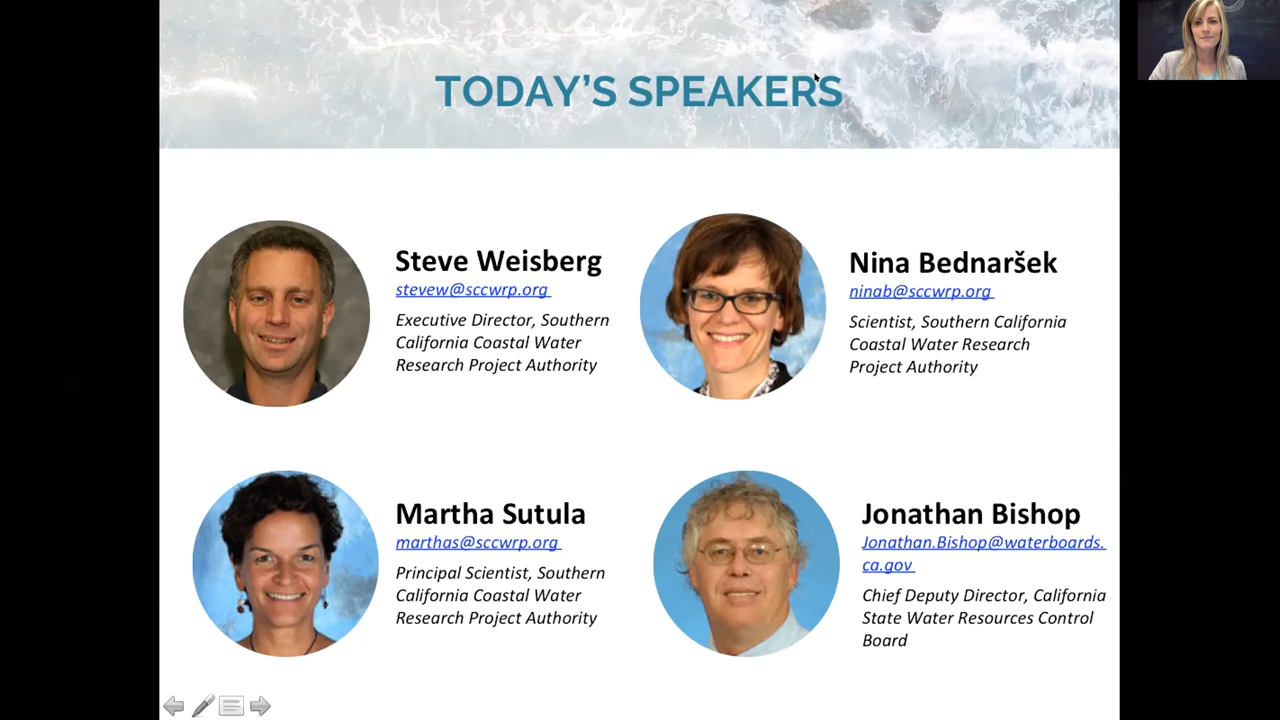 TODAY'S SPEAKERS
Steve Weisberg
stevew@sccwrp.org
Executive Director, Southern
California Coastal Water
Research Project Authority
Nina Bednaršek
ninab@sccwrp.org
Scientist, Southern California
Coastal Water Research
Project Authority
Martha Sutula
marthas@sccwrp.org
Principal Scientist, Southern
California Coastal Water
Research Project Authority
Jonathan Bishop
Jonathan.Bishop@waterboards.
ca.gov
Chief Deputy Director, California
State Water Resources Control
Board